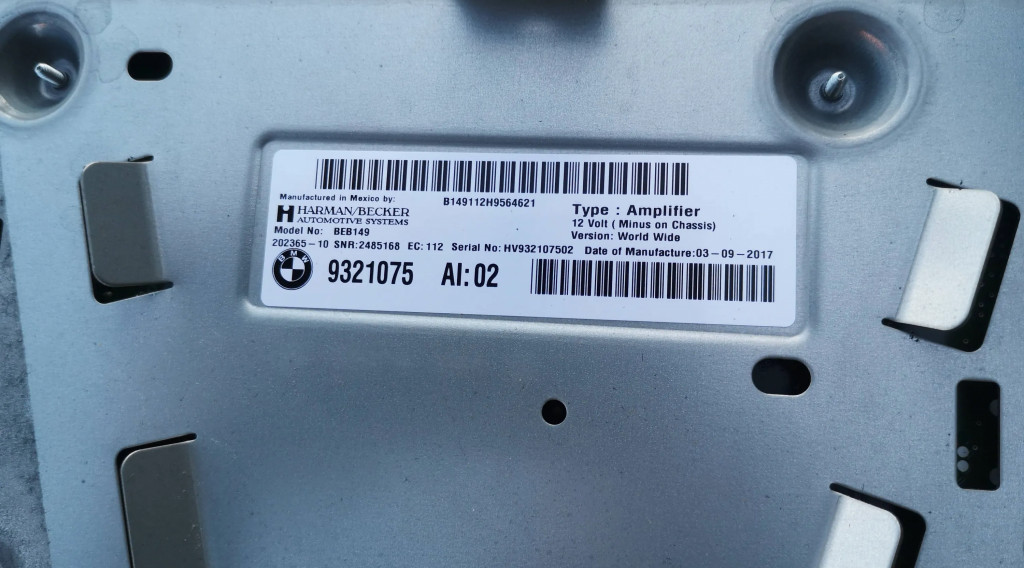 B149112H9564621
Manufactured in Mexico by:
HARMAN/BECKER
AUTOMOTIVE SYSTEMS
Type : Amplifier
12 Volt ( Minus on Chassis)
Model No: BEB149
Version: World Wide
202365-10 SNR:2485168 EC:112 Serial No:HV932107502 Date of Manufacture:03-09-2017
BMW 9321075 AI:02